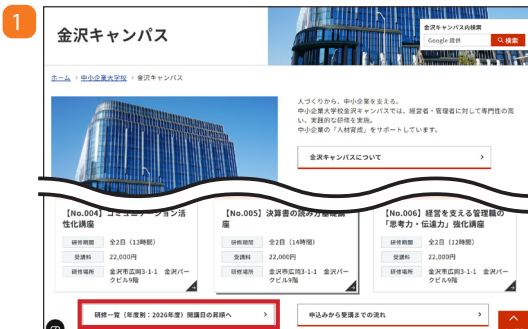 1
金沢キャンパス
金沢キャンパス内検索
Google 提供
検索
ホーム > 中小企業大学校 > 金沢キャンパス
人づくりから、中小企業を支える。
中小企業大学校金沢キャンパスでは、経営者・管理者に対して専門性の高
い、実践的な研修を実施。
中小企業の「人材育成」をサポートしています。
金沢キャンパスについて
【No.004】コミュニケーション活
性化講座
研修期間 全2日（13時間）
受講料 22,000円
研修場所 金沢市広岡3-1-1 金沢パー
クビル9階
【No.005】決算書の読み方基礎講
座
研修期間 全2日（14時間）
受講料 22,000円
研修場所 金沢市広岡3-1-1 金沢パー
クビル9階
【No.006】経営を支える管理職の
「思考力・伝達力」強化講座
研修期間 全2日（12時間）
受講料 22,000円
研修場所 金沢市広岡3-1-1 金沢パー
クビル9階
研修一覧（年度別：2026年度）開講日の昇順へ
申込みから受講までの流れ